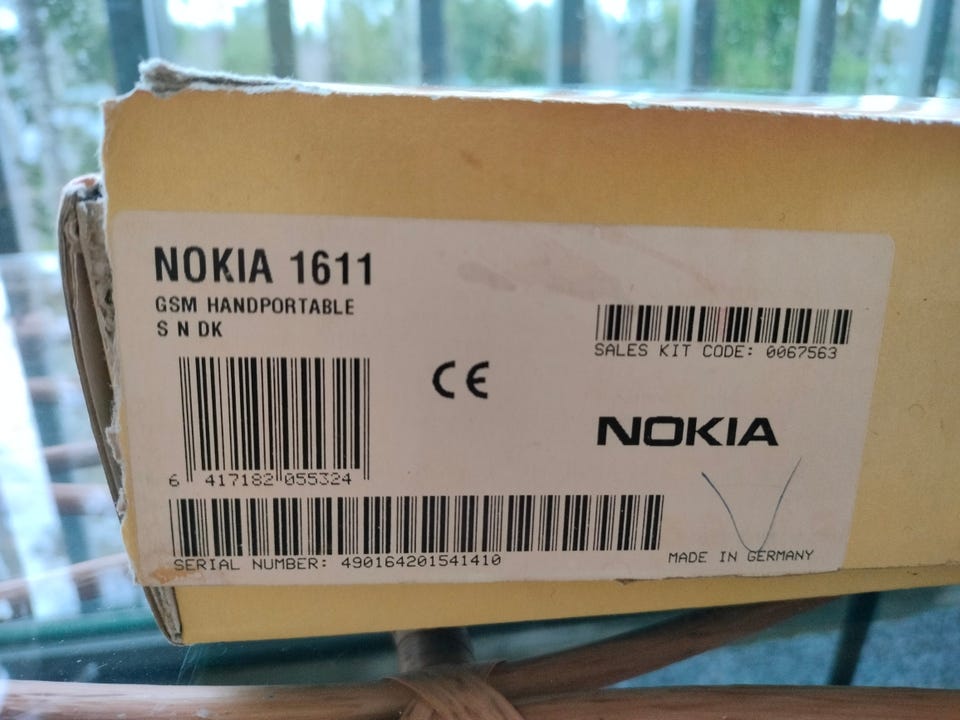 NOKIA 1611
GSM HANDPORTABLE
S N DK
SALES KIT CODE: 0067563
CE
NOKIA
6 417182 055324
SERIAL NUMBER: 490164201541410
MADE IN GERMANY